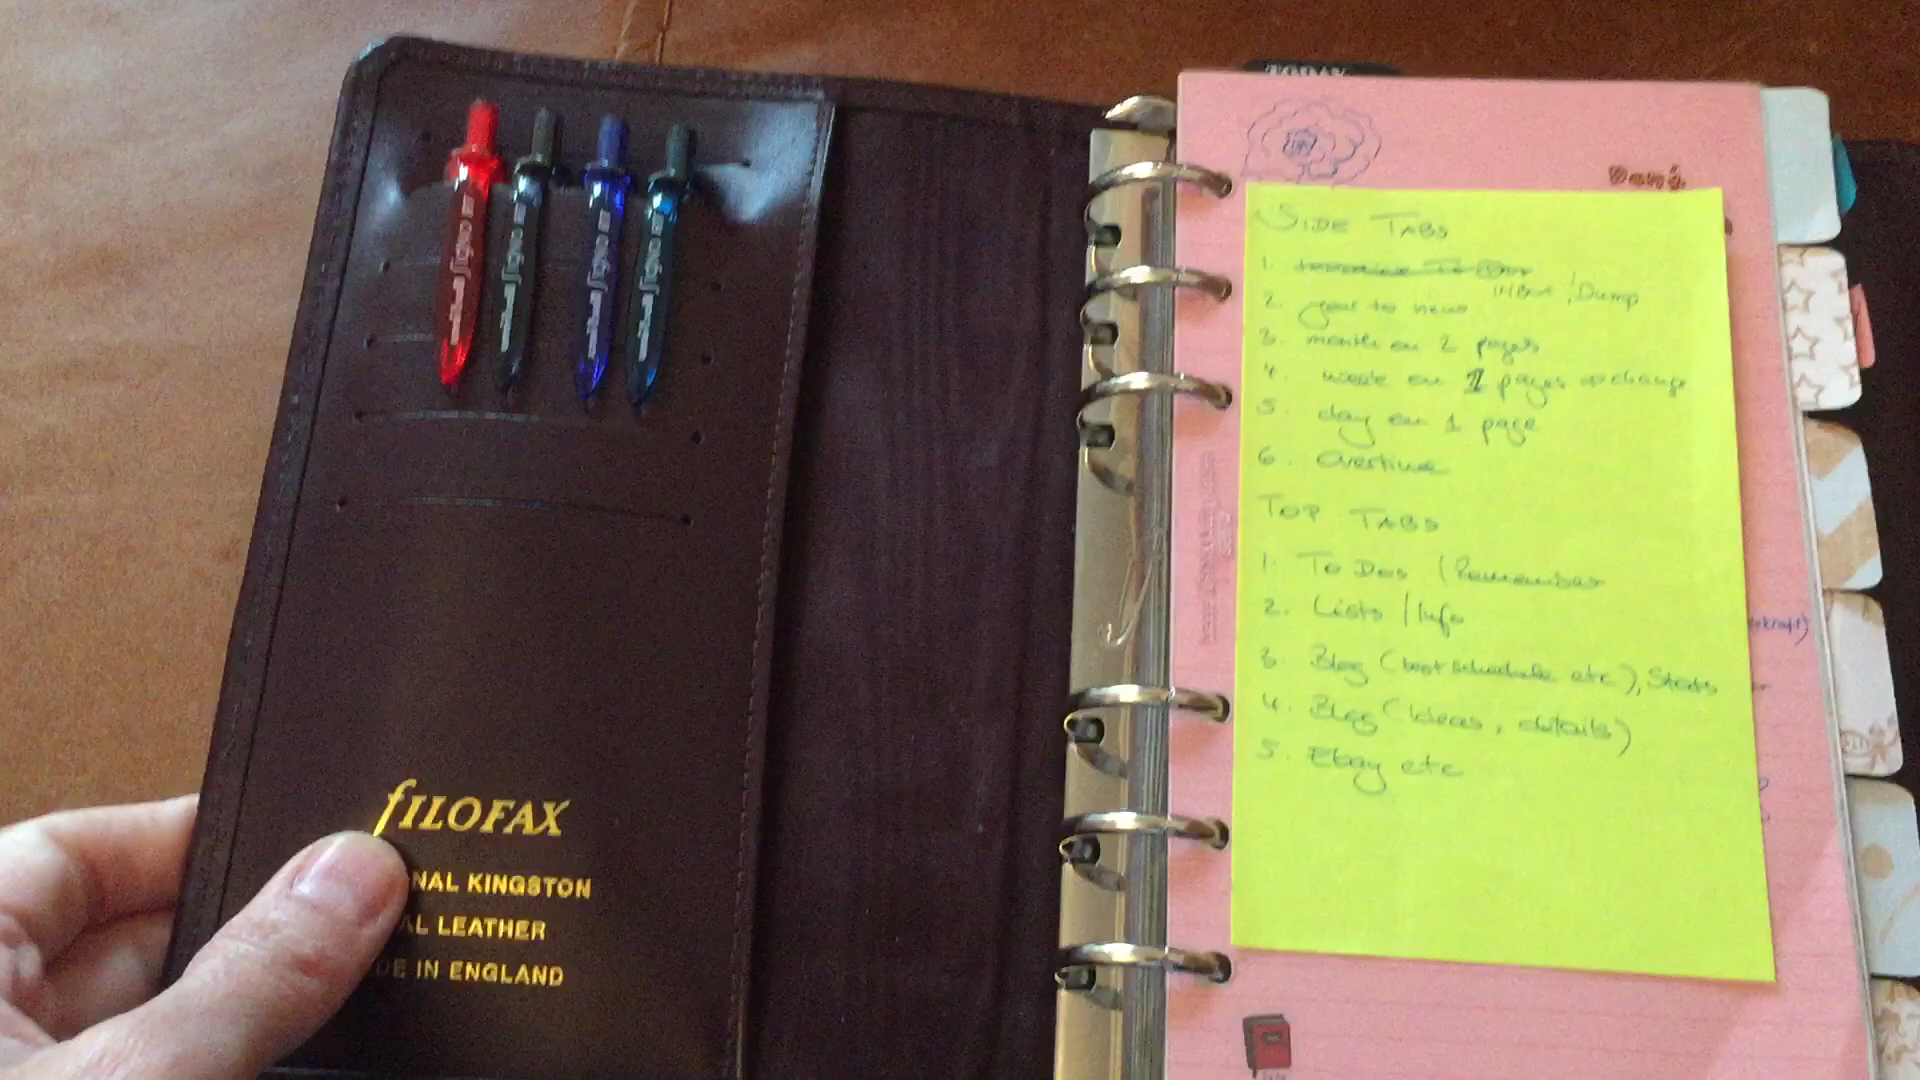 TODAY
SIDE TABS
1.
INBox / Dump
2. year to view
3. month on 2 pages
4. week on 1 pages
5. day on 1 page
6. Overtime
TOP TABS
1. To Dos / Remember
2. Lists / Info
3. Blog (post schedule etc), Stats
4. Blog (Ideas, details)
5. Ebay etc
fILOFAX
NAL KINGSTON
AL LEATHER
DE IN ENGLAND